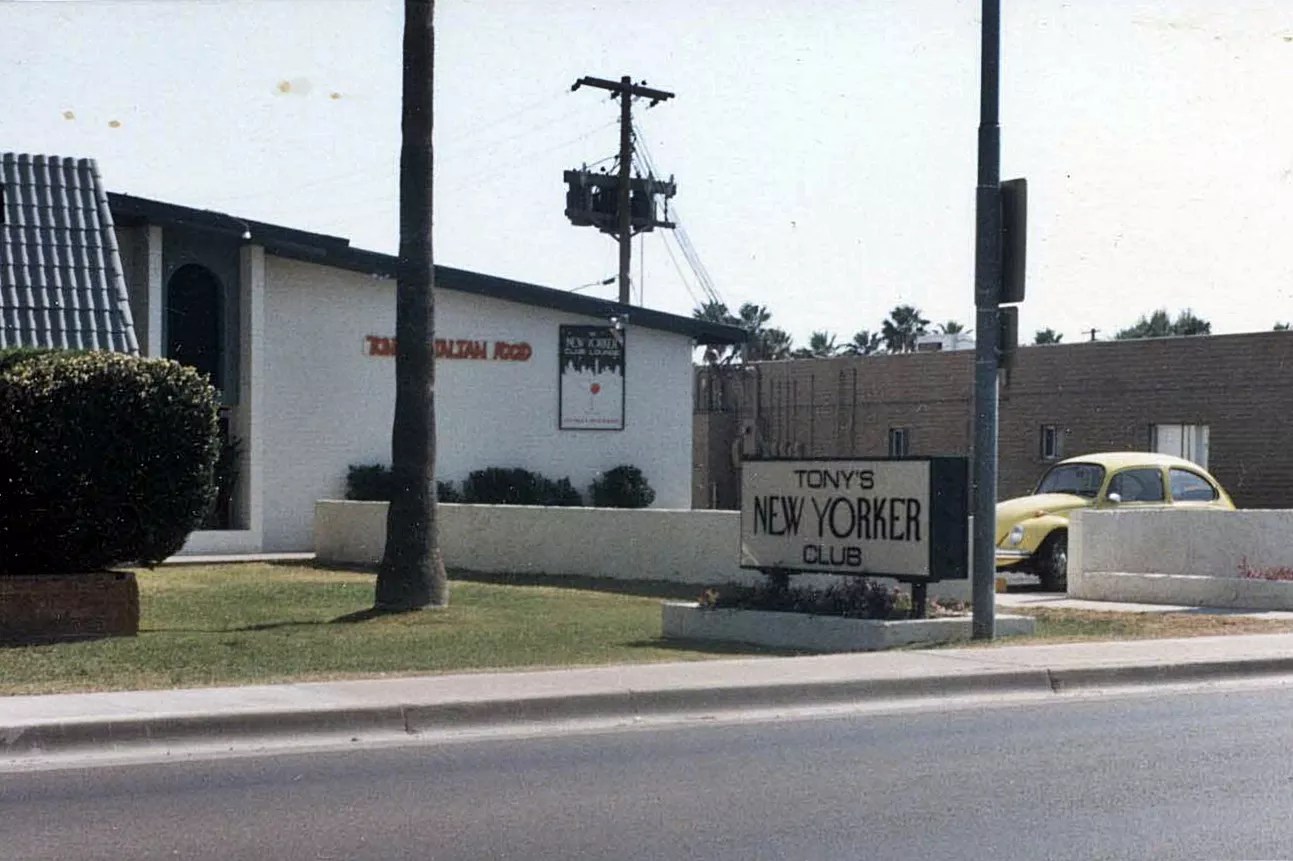 ITALIAN FOOD
NEW YORKER
CLUB LOUNGE
TONY'S
NEW YORKER
CLUB